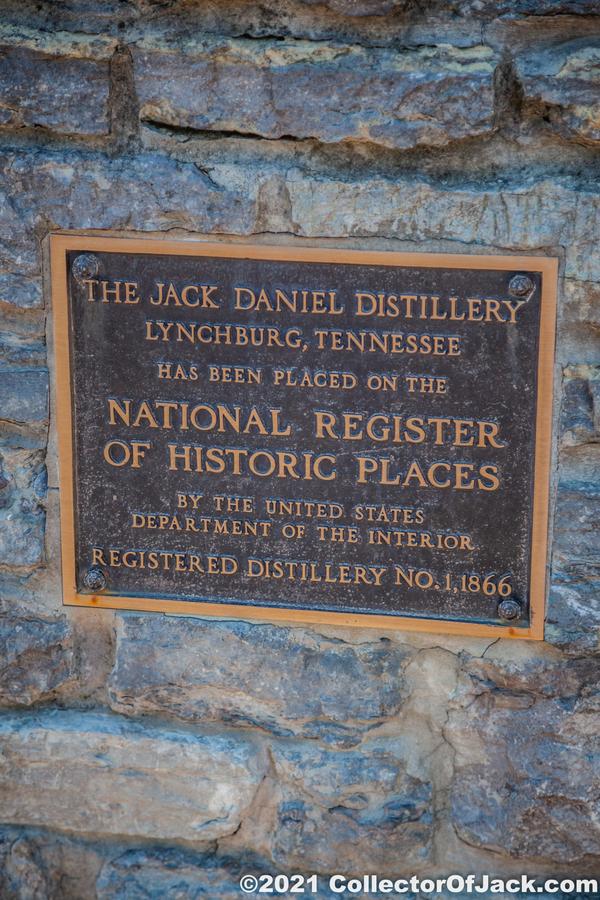 THE JACK DANIEL DISTILLERY
LYNCHBURG, TENNESSEE
HAS BEEN PLACED ON THE
NATIONAL REGISTER
OF HISTORIC PLACES
BY THE UNITED STATES
DEPARTMENT OF THE INTERIOR
REGISTERED DISTILLERY NO. 1, 1866
©2021 CollectorOfJack.com